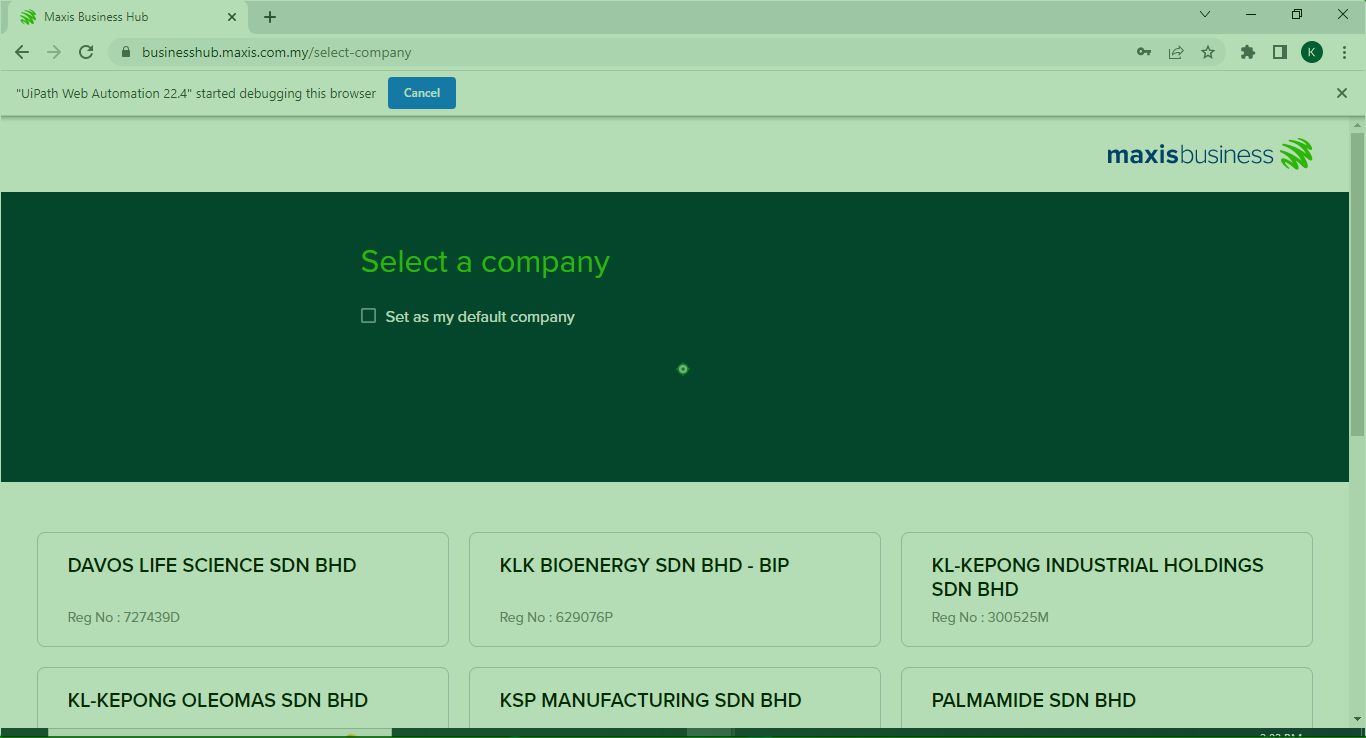 Maxis Business Hub
businesshub.maxis.com.my/select-company
K
"UiPath Web Automation 22.4" started debugging this browser
Cancel
maxisbusiness
Select a company
Set as my default company
DAVOS LIFE SCIENCE SDN BHD
Reg No : 727439D
KLK BIOENERGY SDN BHD - BIP
Reg No : 629076P
KL-KEPONG INDUSTRIAL HOLDINGS
SDN BHD
Reg No : 300525M
KL-KEPONG OLEOMAS SDN BHD
KSP MANUFACTURING SDN BHD
PALMAMIDE SDN BHD